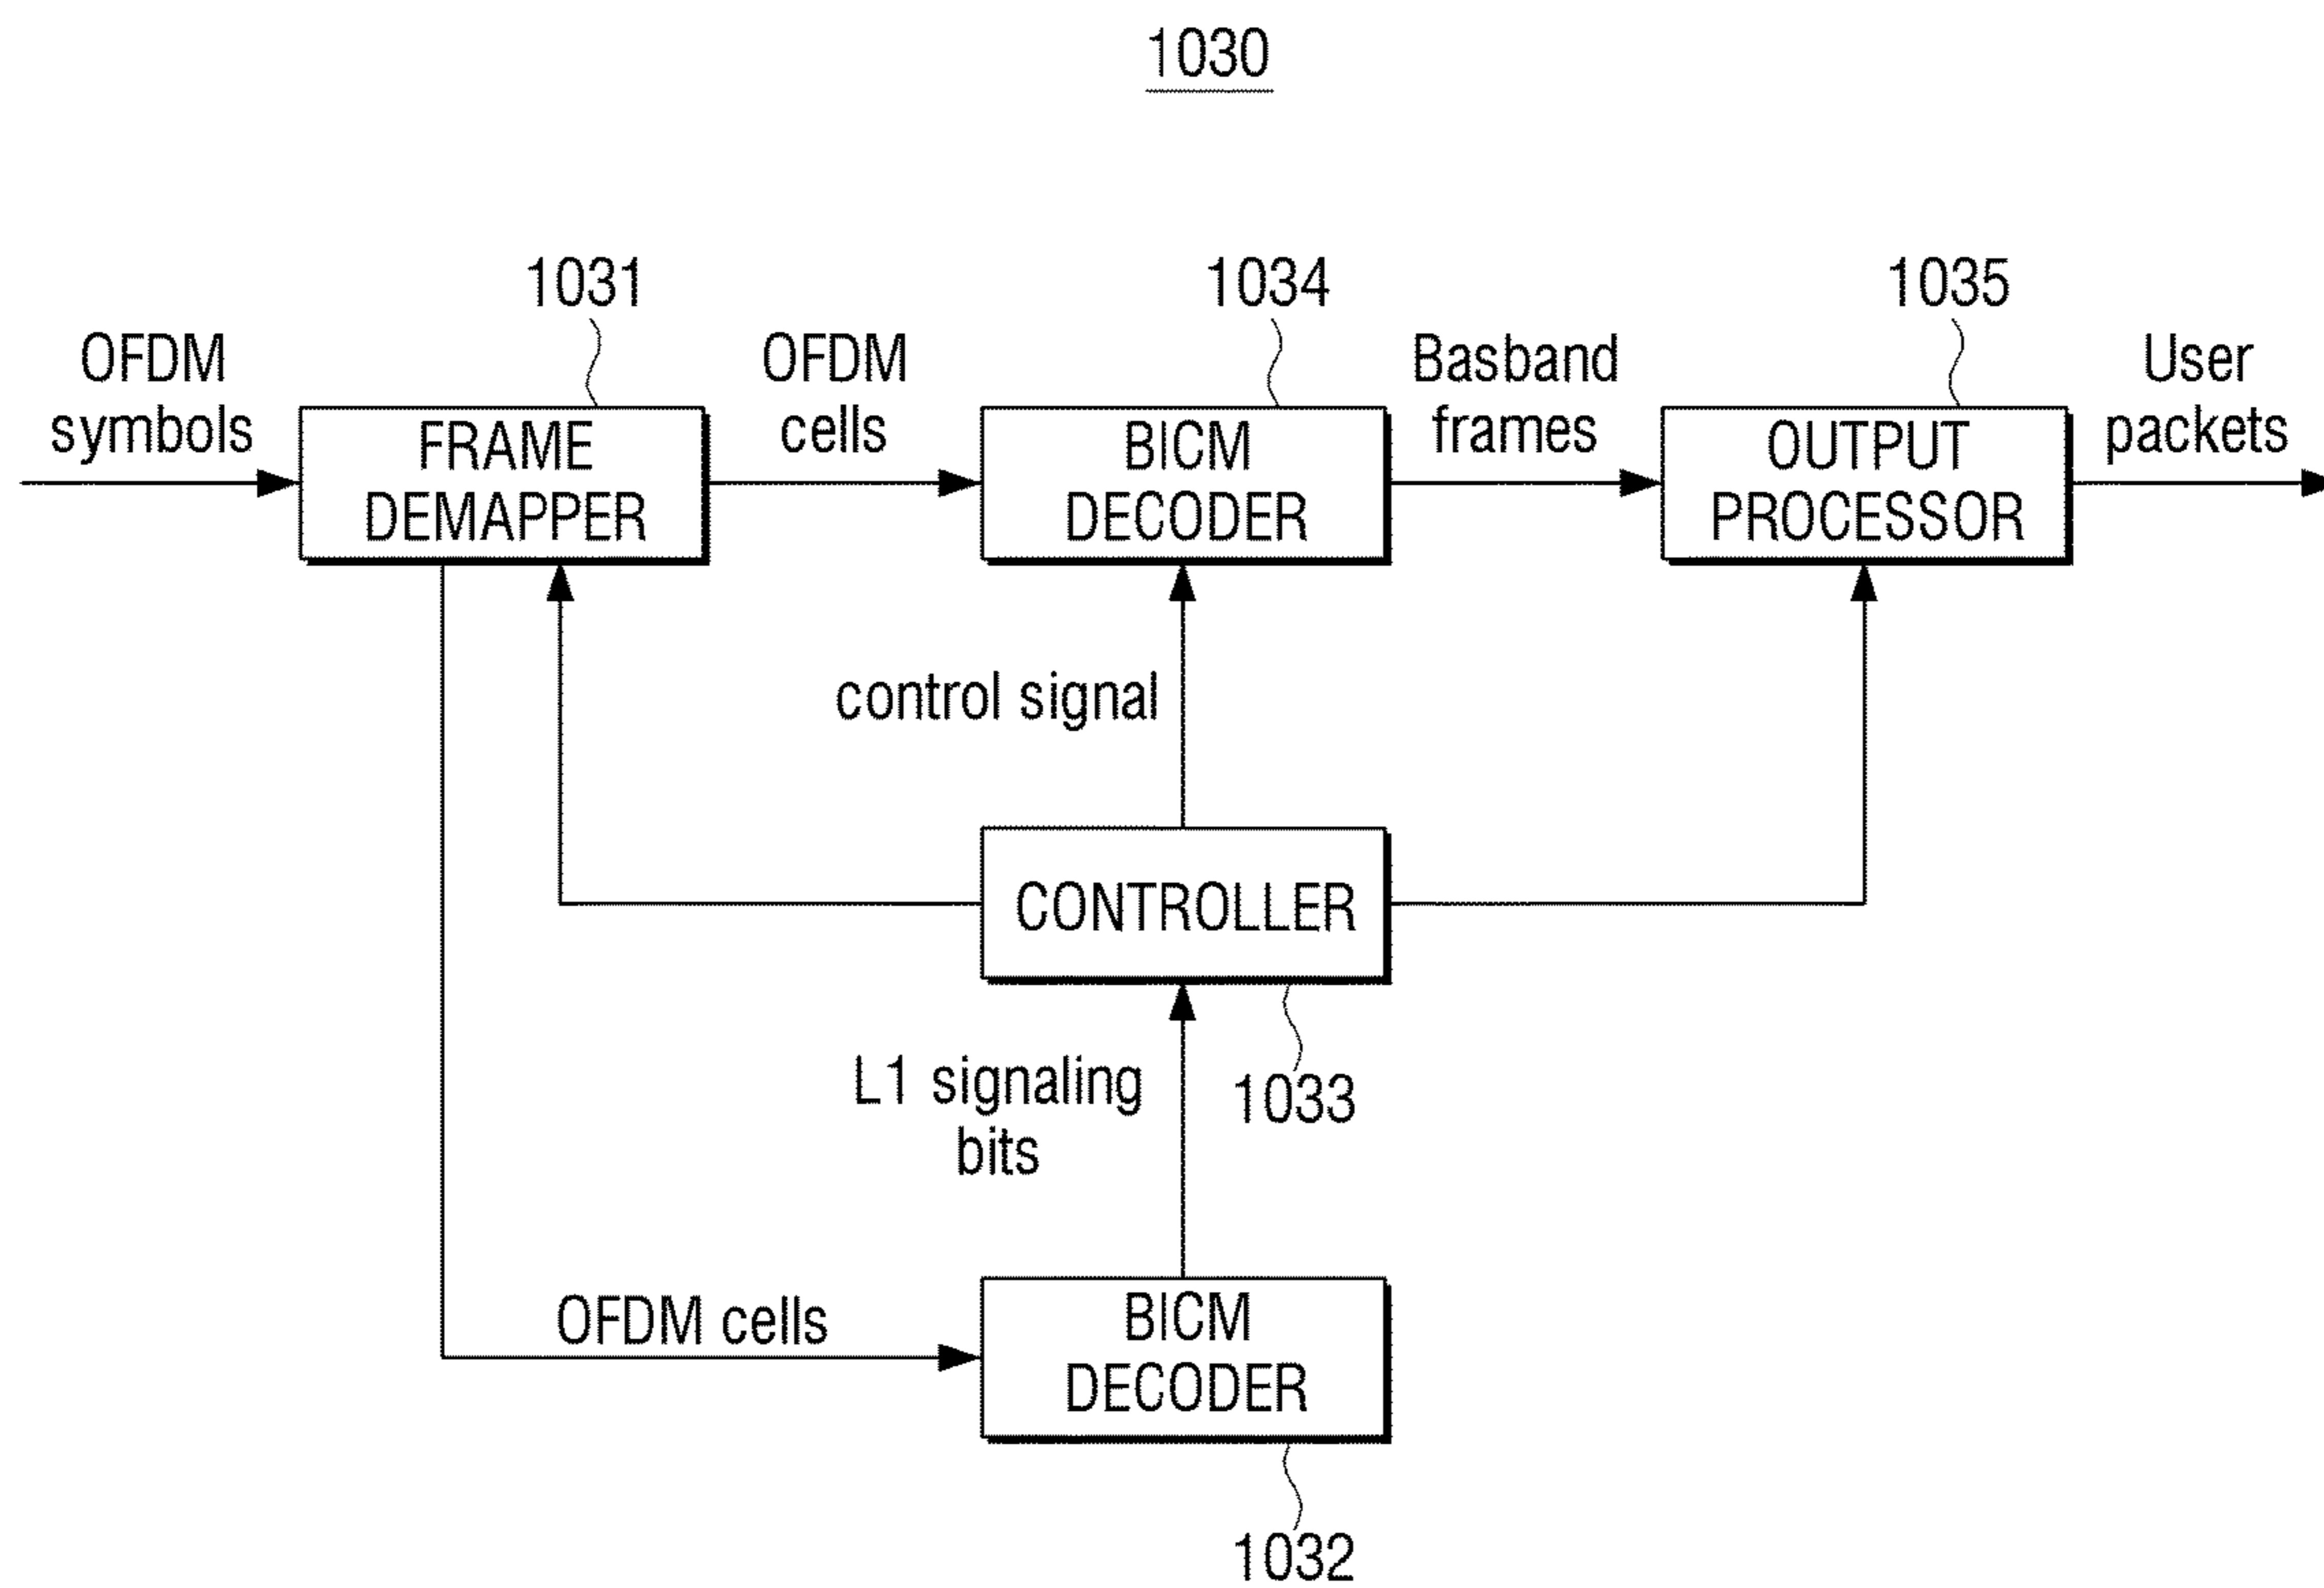 1030
1031
1034
1035
OFDM
symbols
OFDM
cells
Basband
frames
User
packets
FRAME
DEMAPPER
BICM
DECODER
OUTPUT
PROCESSOR
control signal
CONTROLLER
1033
L1 signaling
bits
OFDM cells
BICM
DECODER
1032